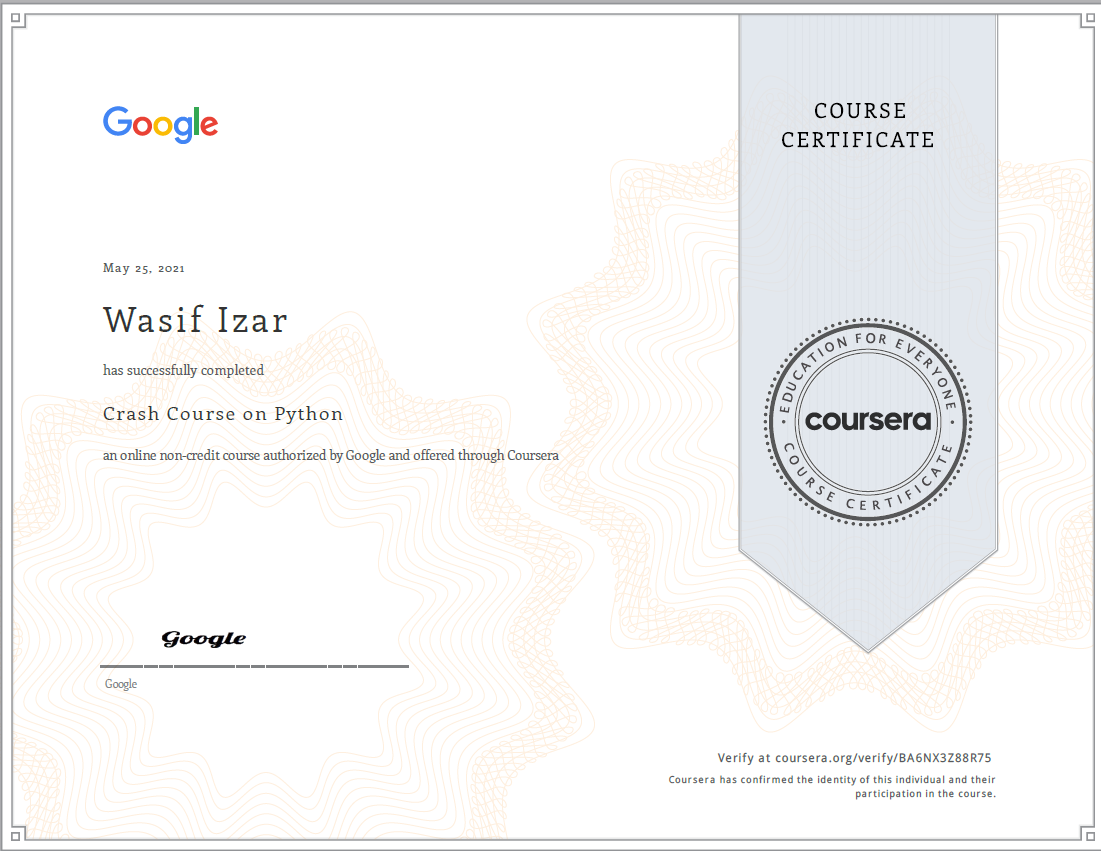 Google
COURSE
CERTIFICATE
May 25, 2021
Wasif Izar
has successfully completed
Crash Course on Python
an online non-credit course authorized by Google and offered through Coursera
EDUCATION FOR EVERYONE
coursera
COURSE CERTIFICATE
Google
Google
Verify at coursera.org/verify/BA6NX3Z88R75
Coursera has confirmed the identity of this individual and their
participation in the course.